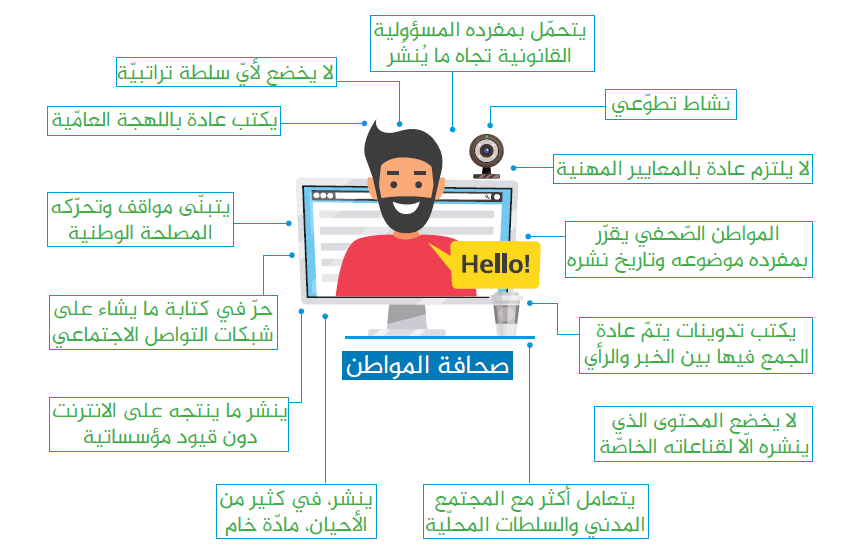 يتحمّل بمفرده المسؤولية
القانونية تجاه ما يُنشر
لا يخضع لأيّ سلطة تراتبيّة
نشاط تطوّعي
يكتب عادة باللهجة العامّية
لا يلتزم عادة بالمعايير المهنية
يتبنّى مواقف وتحرّكه
المصلحة الوطنية
المواطن الصّحفي يقرّر
بمفرده موضوعه وتاريخ نشره
Hello!
حرّ في كتابة ما يشاء على
شبكات التواصل الاجتماعي
يكتب تدوينات يتمّ عادة
الجمع فيها بين الخبر والرأي
صحافة المواطن
ينشر ما ينتجه على الانترنت
دون قيود مؤسساتية
لا يخضع المحتوى الذي
ينشره الّا لقناعاته الخاصّة
ينشر، في كثير من
الأحيان، مادّة خام
يتعامل أكثر مع المجتمع
المدني والسلطات المحلّية